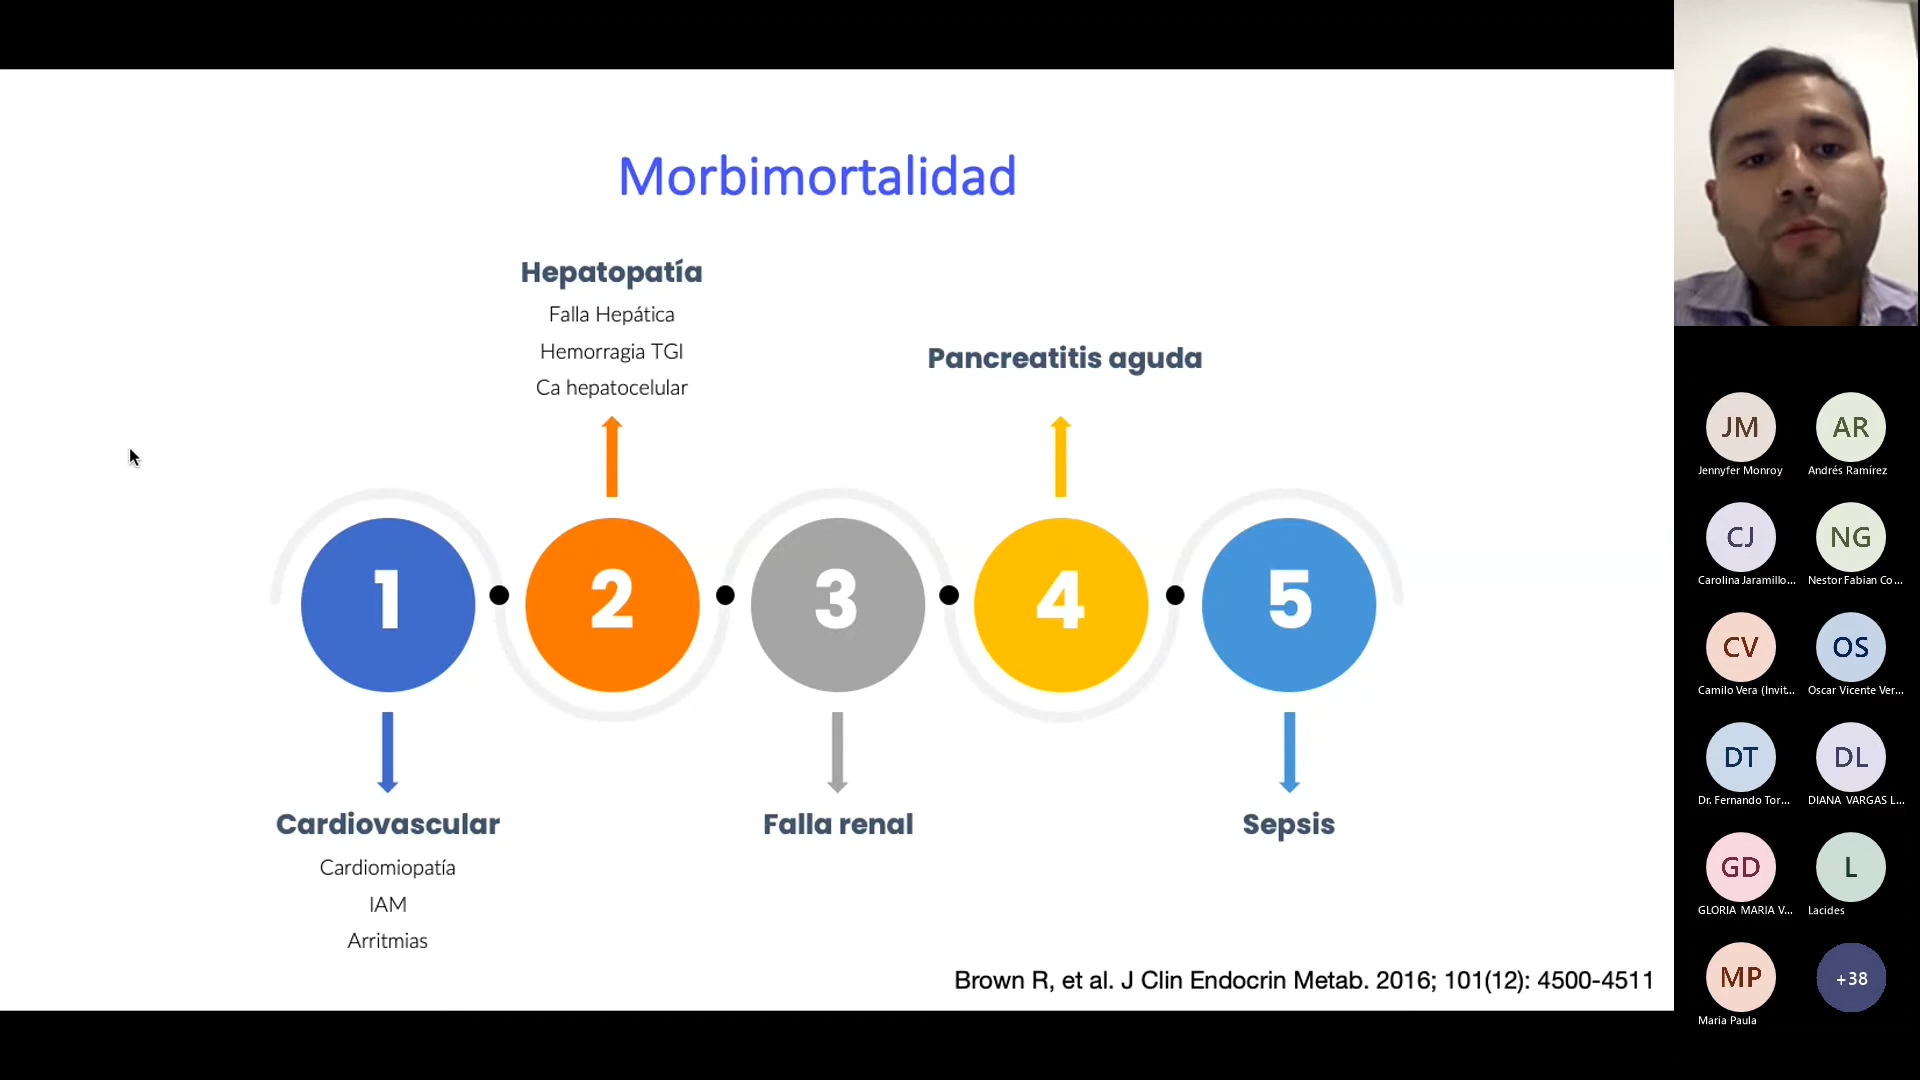 Morbimortalidad
Hepatopatía
Falla Hepática
Hemorragia TGI
Ca hepatocelular
Pancreatitis aguda
1
2
3
4
5
Cardiovascular
Cardiomiopatía
IAM
Arritmias
Falla renal
Sepsis
Brown R, et al. J Clin Endocrin Metab. 2016; 101(12): 4500-4511
JM
Jennyfer Monroy
AR
Andrés Ramírez
CJ
Carolina Jaramillo...
NG
Nestor Fabian Co...
CV
Camilo Vera (Invit...
OS
Oscar Vicente Ver...
DT
Dr. Fernando Tor...
DL
DIANA VARGAS L...
GD
GLORIA MARIA V...
L
Lacides
MP
Maria Paula
+38